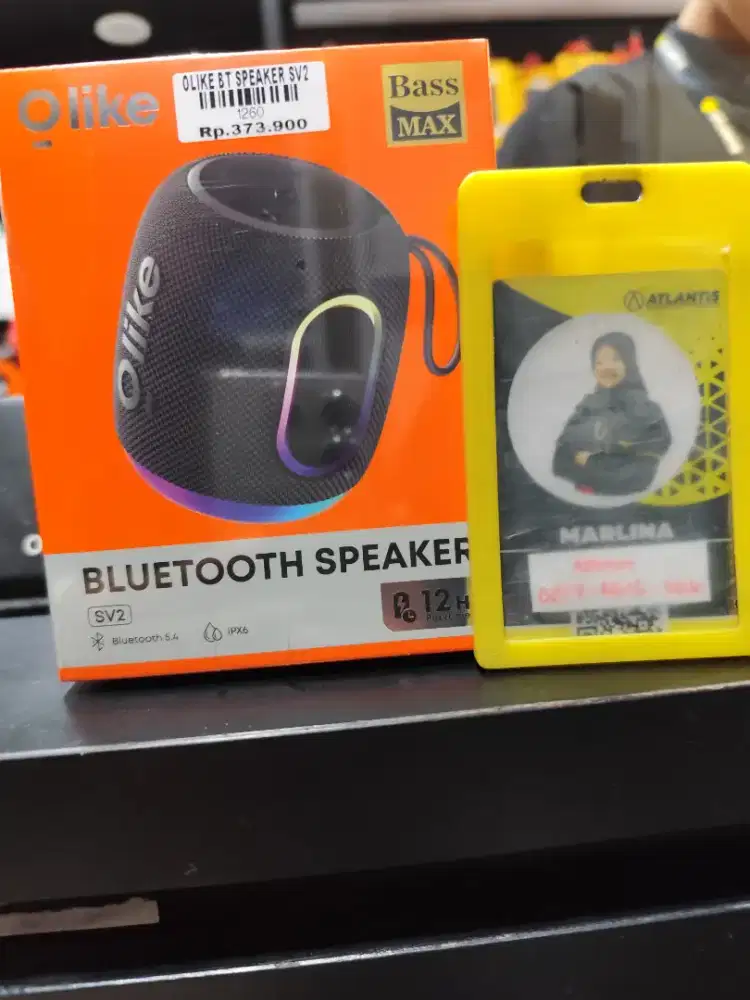 Olike
OLIKE BT SPEAKER SV2
1260
Rp.373.900
Bass
MAX
Olike
BLUETOOTH SPEAKER
SV2
12H
Bluetooth 5.4
IPX6
ATLANTIS
MARLINA